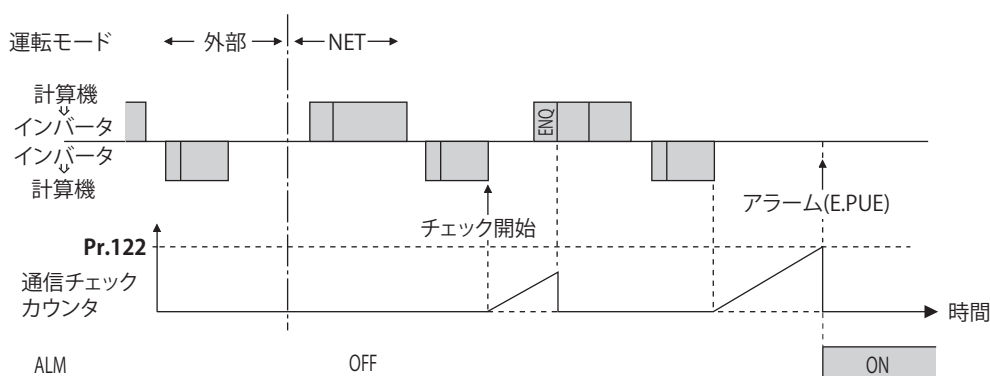 運転モード
外部
NET
計算機
インバータ
インバータ
計算機
ENQ
チェック開始
アラーム(E.PUE)
Pr.122
通信チェック
カウンタ
時間
ALM
OFF
ON